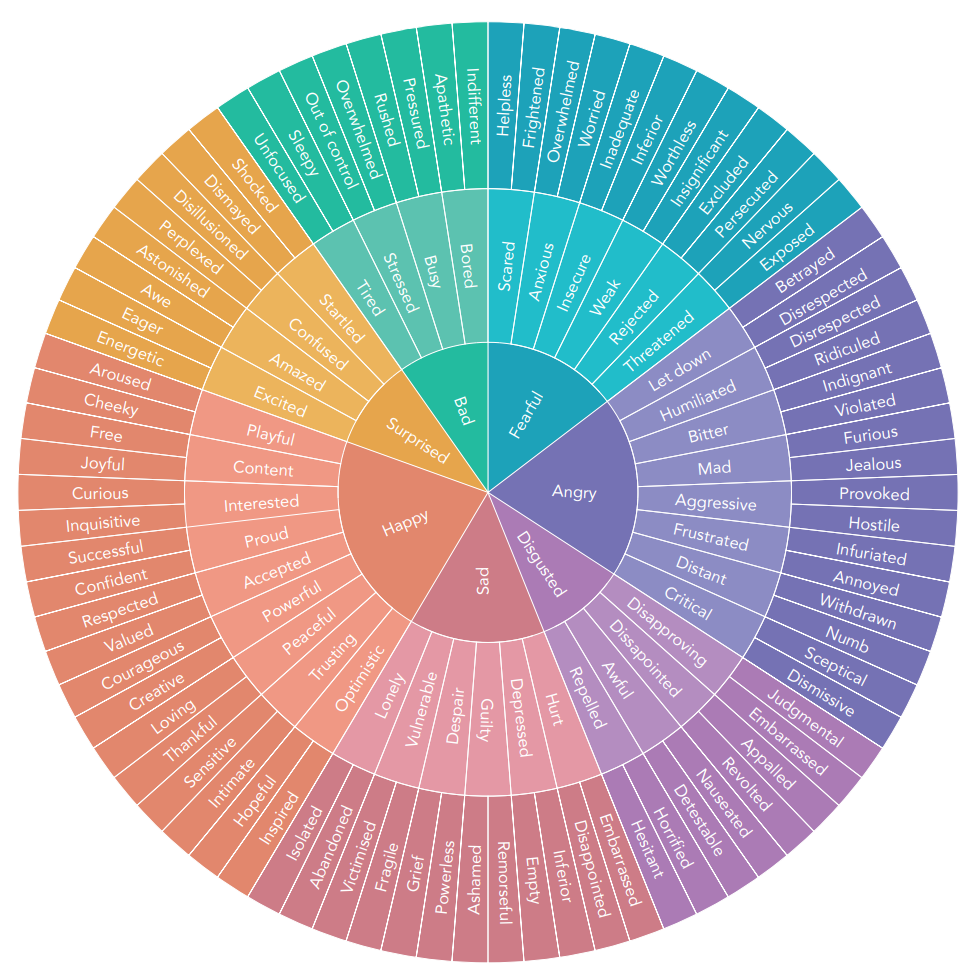 Fearful
Angry
Disgusted
Sad
Happy
Surprised
Bad
Scared
Anxious
Insecure
Weak
Rejected
Threatened
Let down
Humiliated
Bitter
Mad
Aggressive
Frustrated
Distant
Critical
Disapproving
Dissapointed
Awful
Repelled
Hurt
Depressed
Guilty
Despair
Vulnerable
Lonely
Optimistic
Trusting
Peaceful
Powerful
Accepted
Proud
Interested
Content
Playful
Excited
Amazed
Confused
Startled
Tired
Stressed
Busy
Bored
Helpless
Frightened
Overwhelmed
Worried
Inadequate
Inferior
Worthless
Insignificant
Excluded
Persecuted
Nervous
Exposed
Betrayed
Disrespected
Disrespected
Ridiculed
Indignant
Violated
Furious
Jealous
Provoked
Hostile
Infuriated
Annoyed
Withdrawn
Numb
Sceptical
Dismissive
Judgmental
Embarrassed
Appalled
Revolted
Nauseated
Detestable
Horrified
Hesitant
Embarrassed
Disappointed
Inferior
Empty
Remorseful
Ashamed
Powerless
Grief
Fragile
Victimised
Abandoned
Isolated
Inspired
Hopeful
Intimate
Sensitive
Thankful
Loving
Creative
Courageous
Valued
Respected
Confident
Successful
Inquisitive
Curious
Joyful
Free
Cheeky
Aroused
Energetic
Eager
Awe
Astonished
Perplexed
Disillusioned
Dismayed
Shocked
Unfocused
Sleepy
Out of control
Overwhelmed
Rushed
Pressured
Apathetic
Indifferent